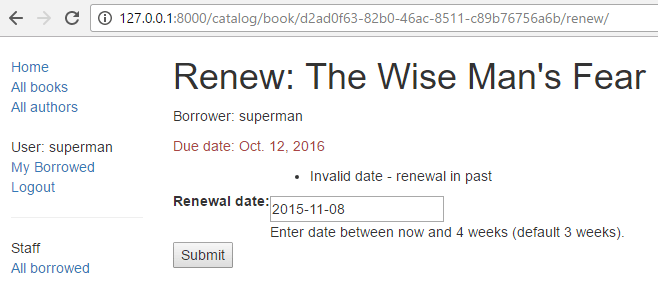 127.0.0.1:8000/catalog/book/d2ad0f63-82b0-46ac-8511-c89b76756a6b/renew/
Home
All books
All authors
User: superman
My Borrowed
Logout
Staff
All borrowed
Renew: The Wise Man's Fear
Borrower: superman
Due date: Oct. 12, 2016
Invalid date - renewal in past
Renewal date: 2015-11-08
Enter date between now and 4 weeks (default 3 weeks).
Submit